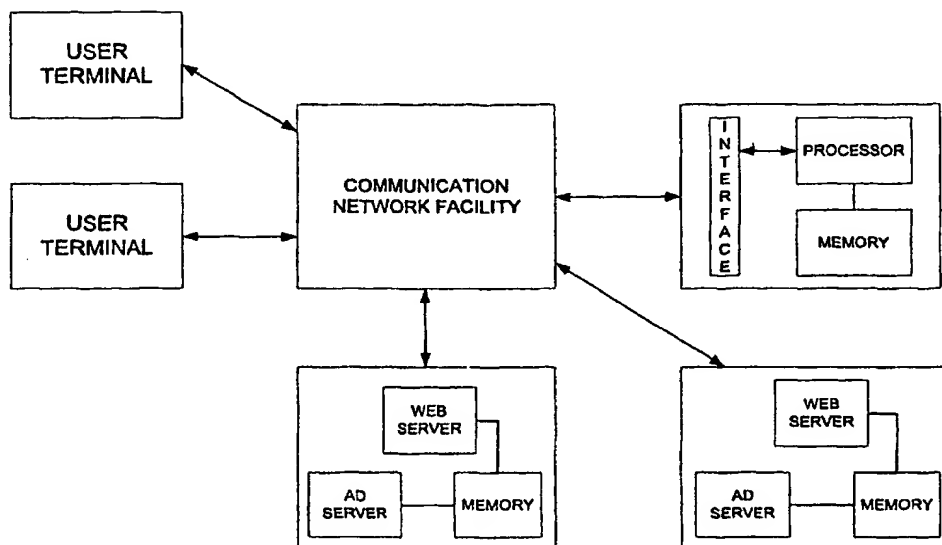 USER
TERMINAL
USER
TERMINAL
COMMUNICATION
NETWORK FACILITY
INTERFACE
PROCESSOR
MEMORY
WEB
SERVER
AD
SERVER
MEMORY
WEB
SERVER
AD
SERVER
MEMORY